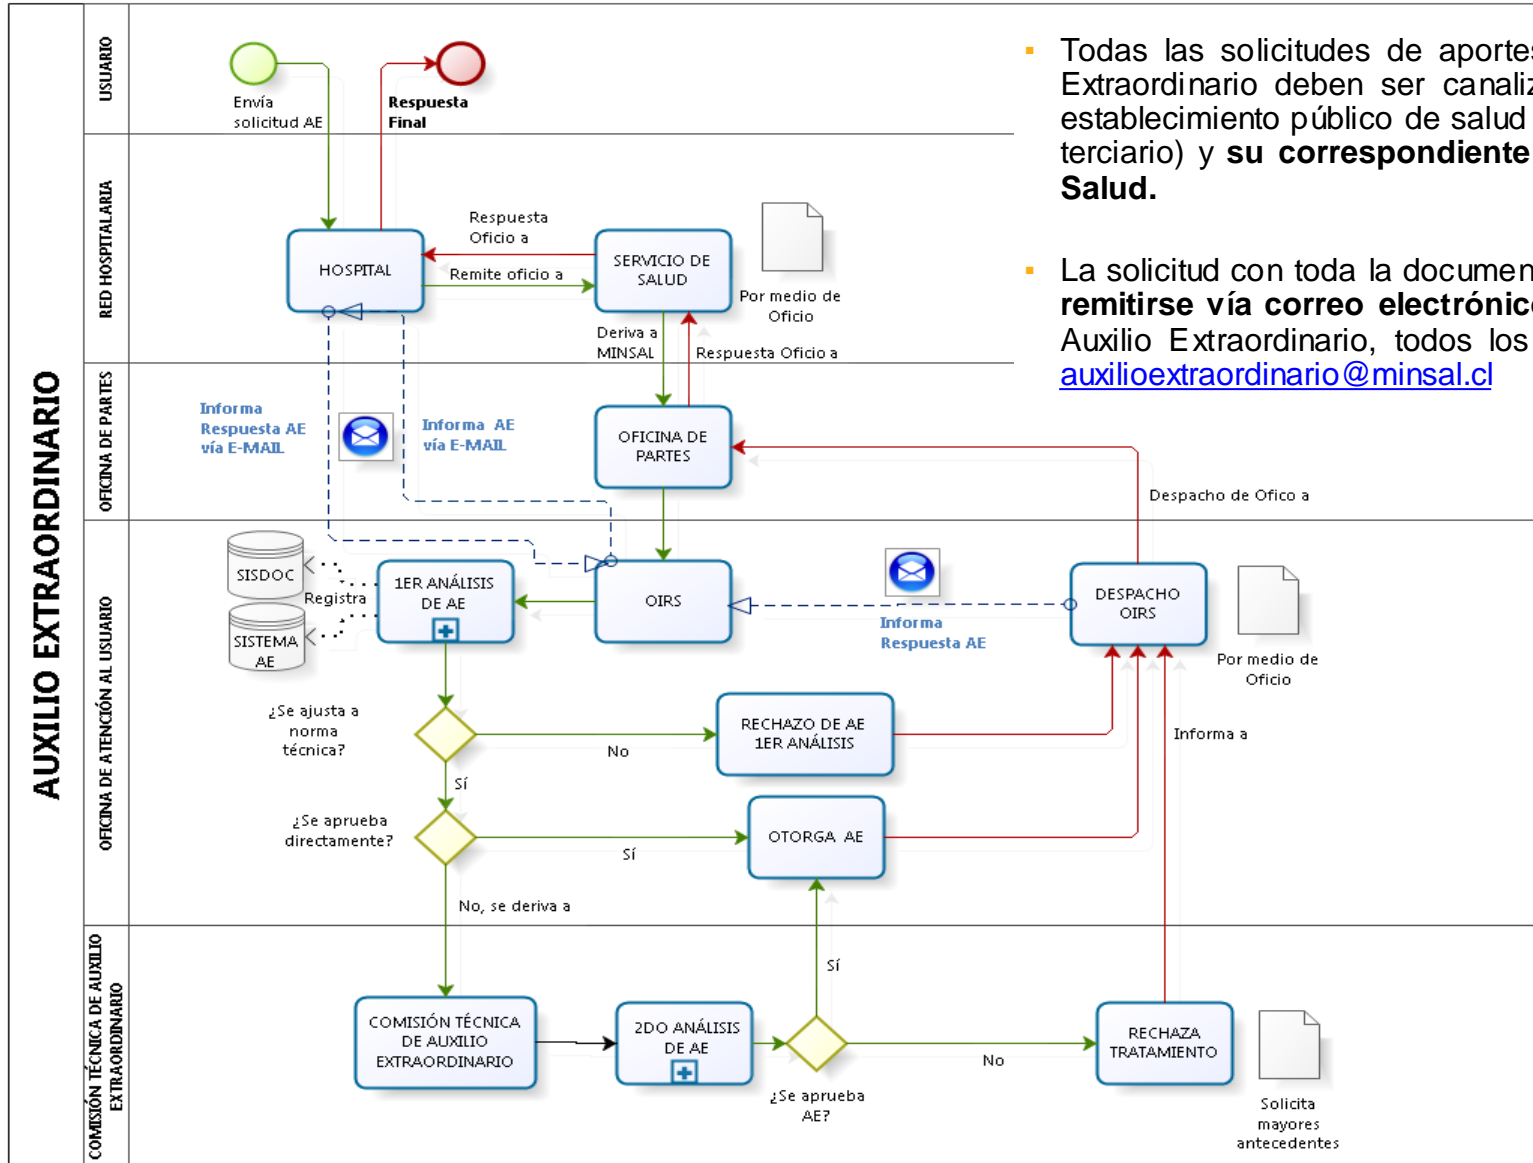 AUXILIO EXTRAORDINARIO
USUARIO
Envía
solicitud AE
Respuesta
Final
Todas las solicitudes de aportes
Extraordinario deben ser canaliz
establecimiento público de salud
terciario) y su correspondiente
Salud.
La solicitud con toda la documen
remitirse vía correo electrónico
Auxilio Extraordinario, todos los
auxilioextraordinario@minsal.cl
RED HOSPITALARIA
HOSPITAL
Respuesta
Oficio a
Remite oficio a
SERVICIO DE
SALUD
Por medio de
Oficio
Deriva a
MINSAL
Respuesta Oficio a
OFICINA DE PARTES
Informa
Respuesta AE
vía E-MAIL
Informa AE
vía E-MAIL
OFICINA DE
PARTES
Despacho de Ofico a
OFICINA DE ATENCIÓN AL USUARIO
SISDOC
Registra
SISTEMA
AE
1ER ANÁLISIS
DE AE
OIRS
Informa
Respuesta AE
DESPACHO
OIRS
Por medio de
Oficio
¿Se ajusta a
norma
técnica?
No
RECHAZO DE AE
1ER ANÁLISIS
Informa a
Sí
¿Se aprueba
directamente?
Sí
OTORGA AE
No, se deriva a
COMISIÓN TÉCNICA DE AUXILIO
EXTRAORDINARIO
COMISIÓN TÉCNICA
DE AUXILIO
EXTRAORDINARIO
2DO ANÁLISIS
DE AE
Sí
¿Se aprueba
AE?
No
RECHAZA
TRATAMIENTO
Solicita
mayores
antecedentes